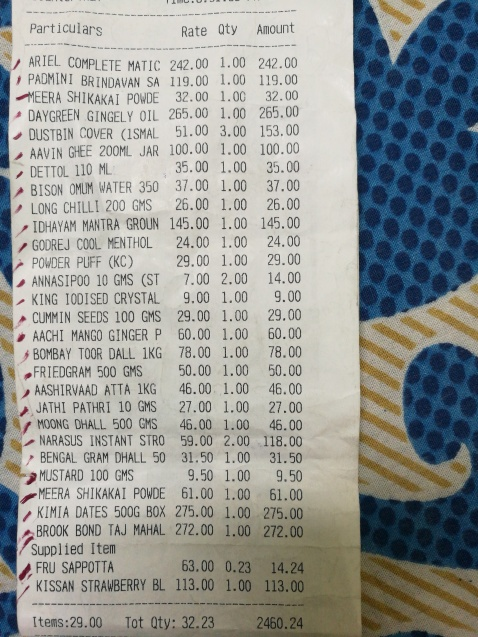 Particulars Rate Qty Amount
ARIEL COMPLETE MATIC 242.00 1.00 242.00
PADMINI BRINDAVAN SA 119.00 1.00 119.00
MEERA SHIKAKAI POWDE 32.00 1.00 32.00
DAYGREEN GINGELY OIL 265.00 1.00 265.00
DUSTBIN COVER (1SMAL 51.00 3.00 153.00
AAVIN GHEE 200ML JAR 100.00 1.00 100.00
DETTOL 110 ML 35.00 1.00 35.00
BISON OMUM WATER 350 37.00 1.00 37.00
LONG CHILLI 200 GMS 26.00 1.00 26.00
IDHAYAM MANTRA GROUN 145.00 1.00 145.00
GODREJ COOL MENTHOL 24.00 1.00 24.00
POWDER PUFF (KC) 29.00 1.00 29.00
ANNASIPOO 10 GMS (ST 7.00 2.00 14.00
KING IODISED CRYSTAL 9.00 1.00 9.00
CUMMIN SEEDS 100 GMS 29.00 1.00 29.00
AACHI MANGO GINGER P 60.00 1.00 60.00
BOMBAY TOOR DALL 1KG 78.00 1.00 78.00
FRIEDGRAM 500 GMS 50.00 1.00 50.00
AASHIRVAAD ATTA 1KG 46.00 1.00 46.00
JATHI PATHRI 10 GMS 27.00 1.00 27.00
MOONG DHALL 500 GMS 46.00 1.00 46.00
NARASUS INSTANT STRO 59.00 2.00 118.00
BENGAL GRAM DHALL 50 31.50 1.00 31.50
MUSTARD 100 GMS 9.50 1.00 9.50
MEERA SHIKAKAI POWDE 61.00 1.00 61.00
KIMIA DATES 500G BOX 275.00 1.00 275.00
BROOK BOND TAJ MAHAL 272.00 1.00 272.00
Supplied Item
FRU SAPPOTTA 63.00 0.23 14.24
KISSAN STRAWBERRY BL 113.00 1.00 113.00
Items:29.00 Tot Qty: 32.23 2460.24